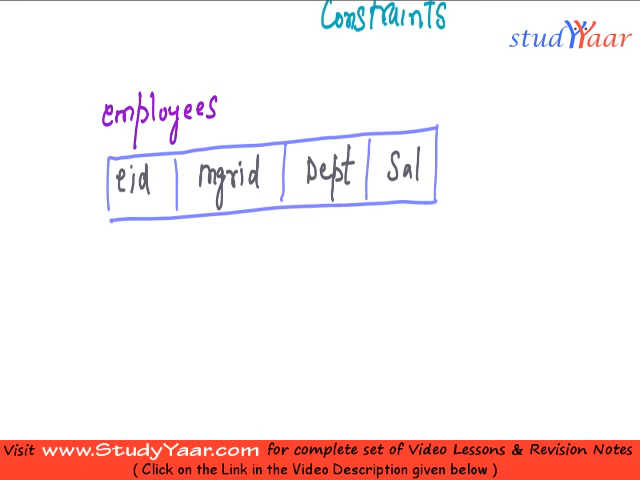 Constraints
studYYaar
employees
eid mgrid Dept Sal
Visit www.StudyYaar.com for complete set of Video Lessons & Revision Notes
( Click on the Link in the Video Description given below )